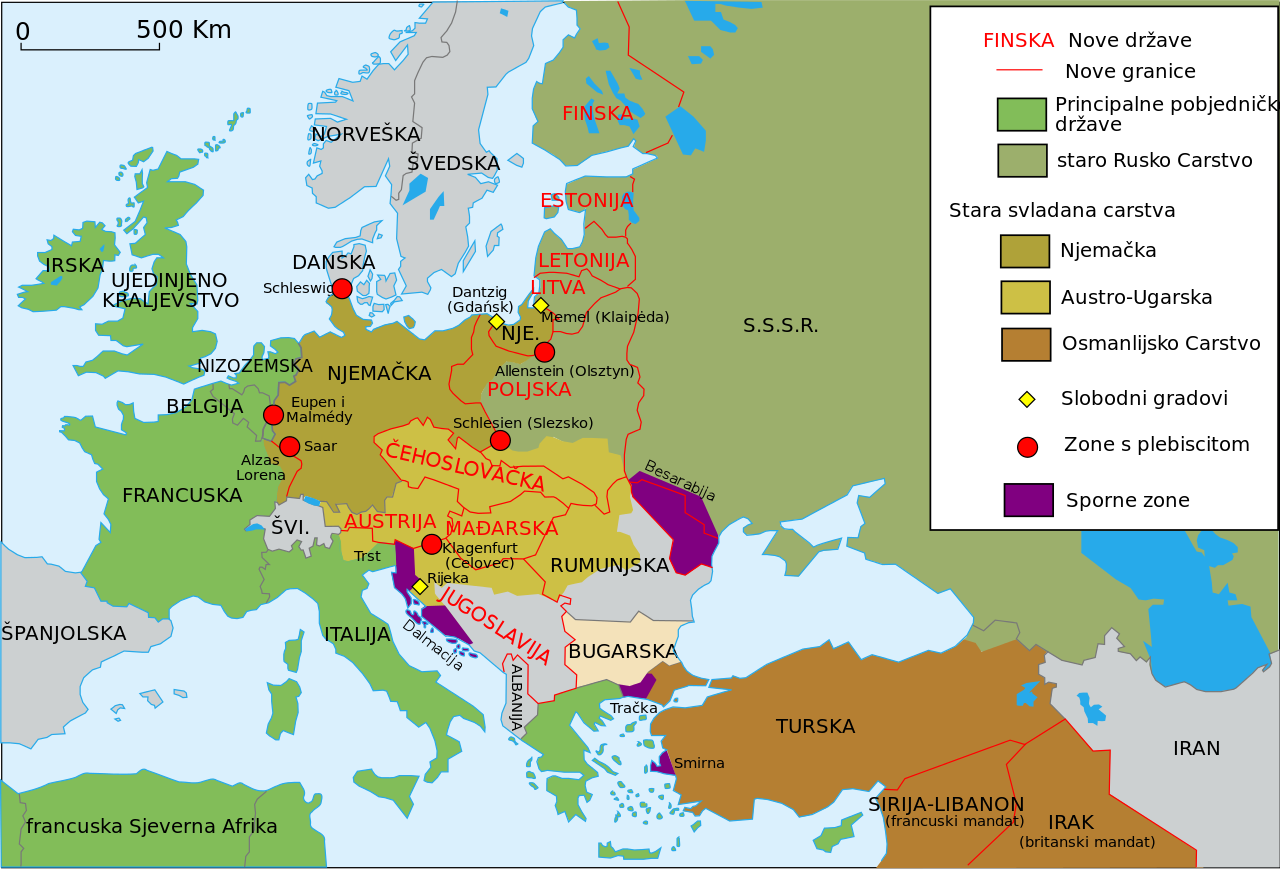 0 500 Km
FINSKA Nove države
Nove granice
Principalne pobjedničk
države
staro Rusko Carstvo
Stara svladana carstva
Njemačka
Austro-Ugarska
Osmanlijsko Carstvo
Slobodni gradovi
Zone s plebiscitom
Sporne zone
NORVEŠKA
ŠVEDSKA
FINSKA
ESTONIJA
LETONIJA
LITVA
IRSKA
UJEDINJENO
KRALJEVSTVO
DANSKA
Schleswig
Dantzig
(Gdańsk)
Memel (Klaipėda)
NJE.
S.S.S.R.
Allenstein (Olsztyn)
POLJSKA
NIZOZEMSKA
NJEMAČKA
BELGIJA
Eupen i
Malmédy
Schlesien (Slezsko)
Saar
Alzas
Lorena
ČEHOSLOVAČKA
Besarabija
FRANCUSKA
ŠVI.
AUSTRIJA
MAĐARSKA
Trst
Klagenfurt
(Celovec)
Rijeka
RUMUNJSKA
JUGOSLAVIJA
Dalmacija
ŠPANJOLSKA
ITALIJA
BUGARSKA
ALBANIJA
Tračka
TURSKA
Smirna
IRAN
SIRIJA-LIBANON
(francuski mandat)
IRAK
(britanski mandat)
francuska Sjeverna Afrika